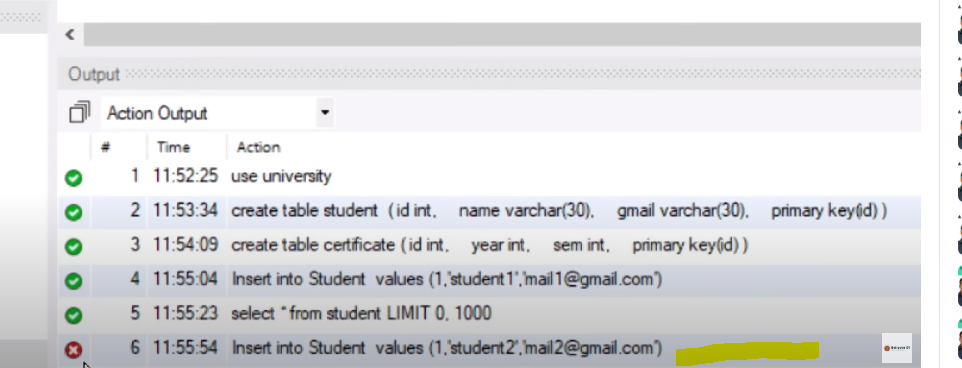 Output
Action Output
# Time Action
1 11:52:25 use university
2 11:53:34 create table student ( id int, name varchar(30), gmail varchar(30), primary key(id) )
3 11:54:09 create table certificate ( id int, year int, sem int, primary key(id) )
4 11:55:04 Insert into Student values (1,'student1','mail1@gmail.com')
5 11:55:23 select * from student LIMIT 0, 1000
6 11:55:54 Insert into Student values (1,'student2','mail2@gmail.com')